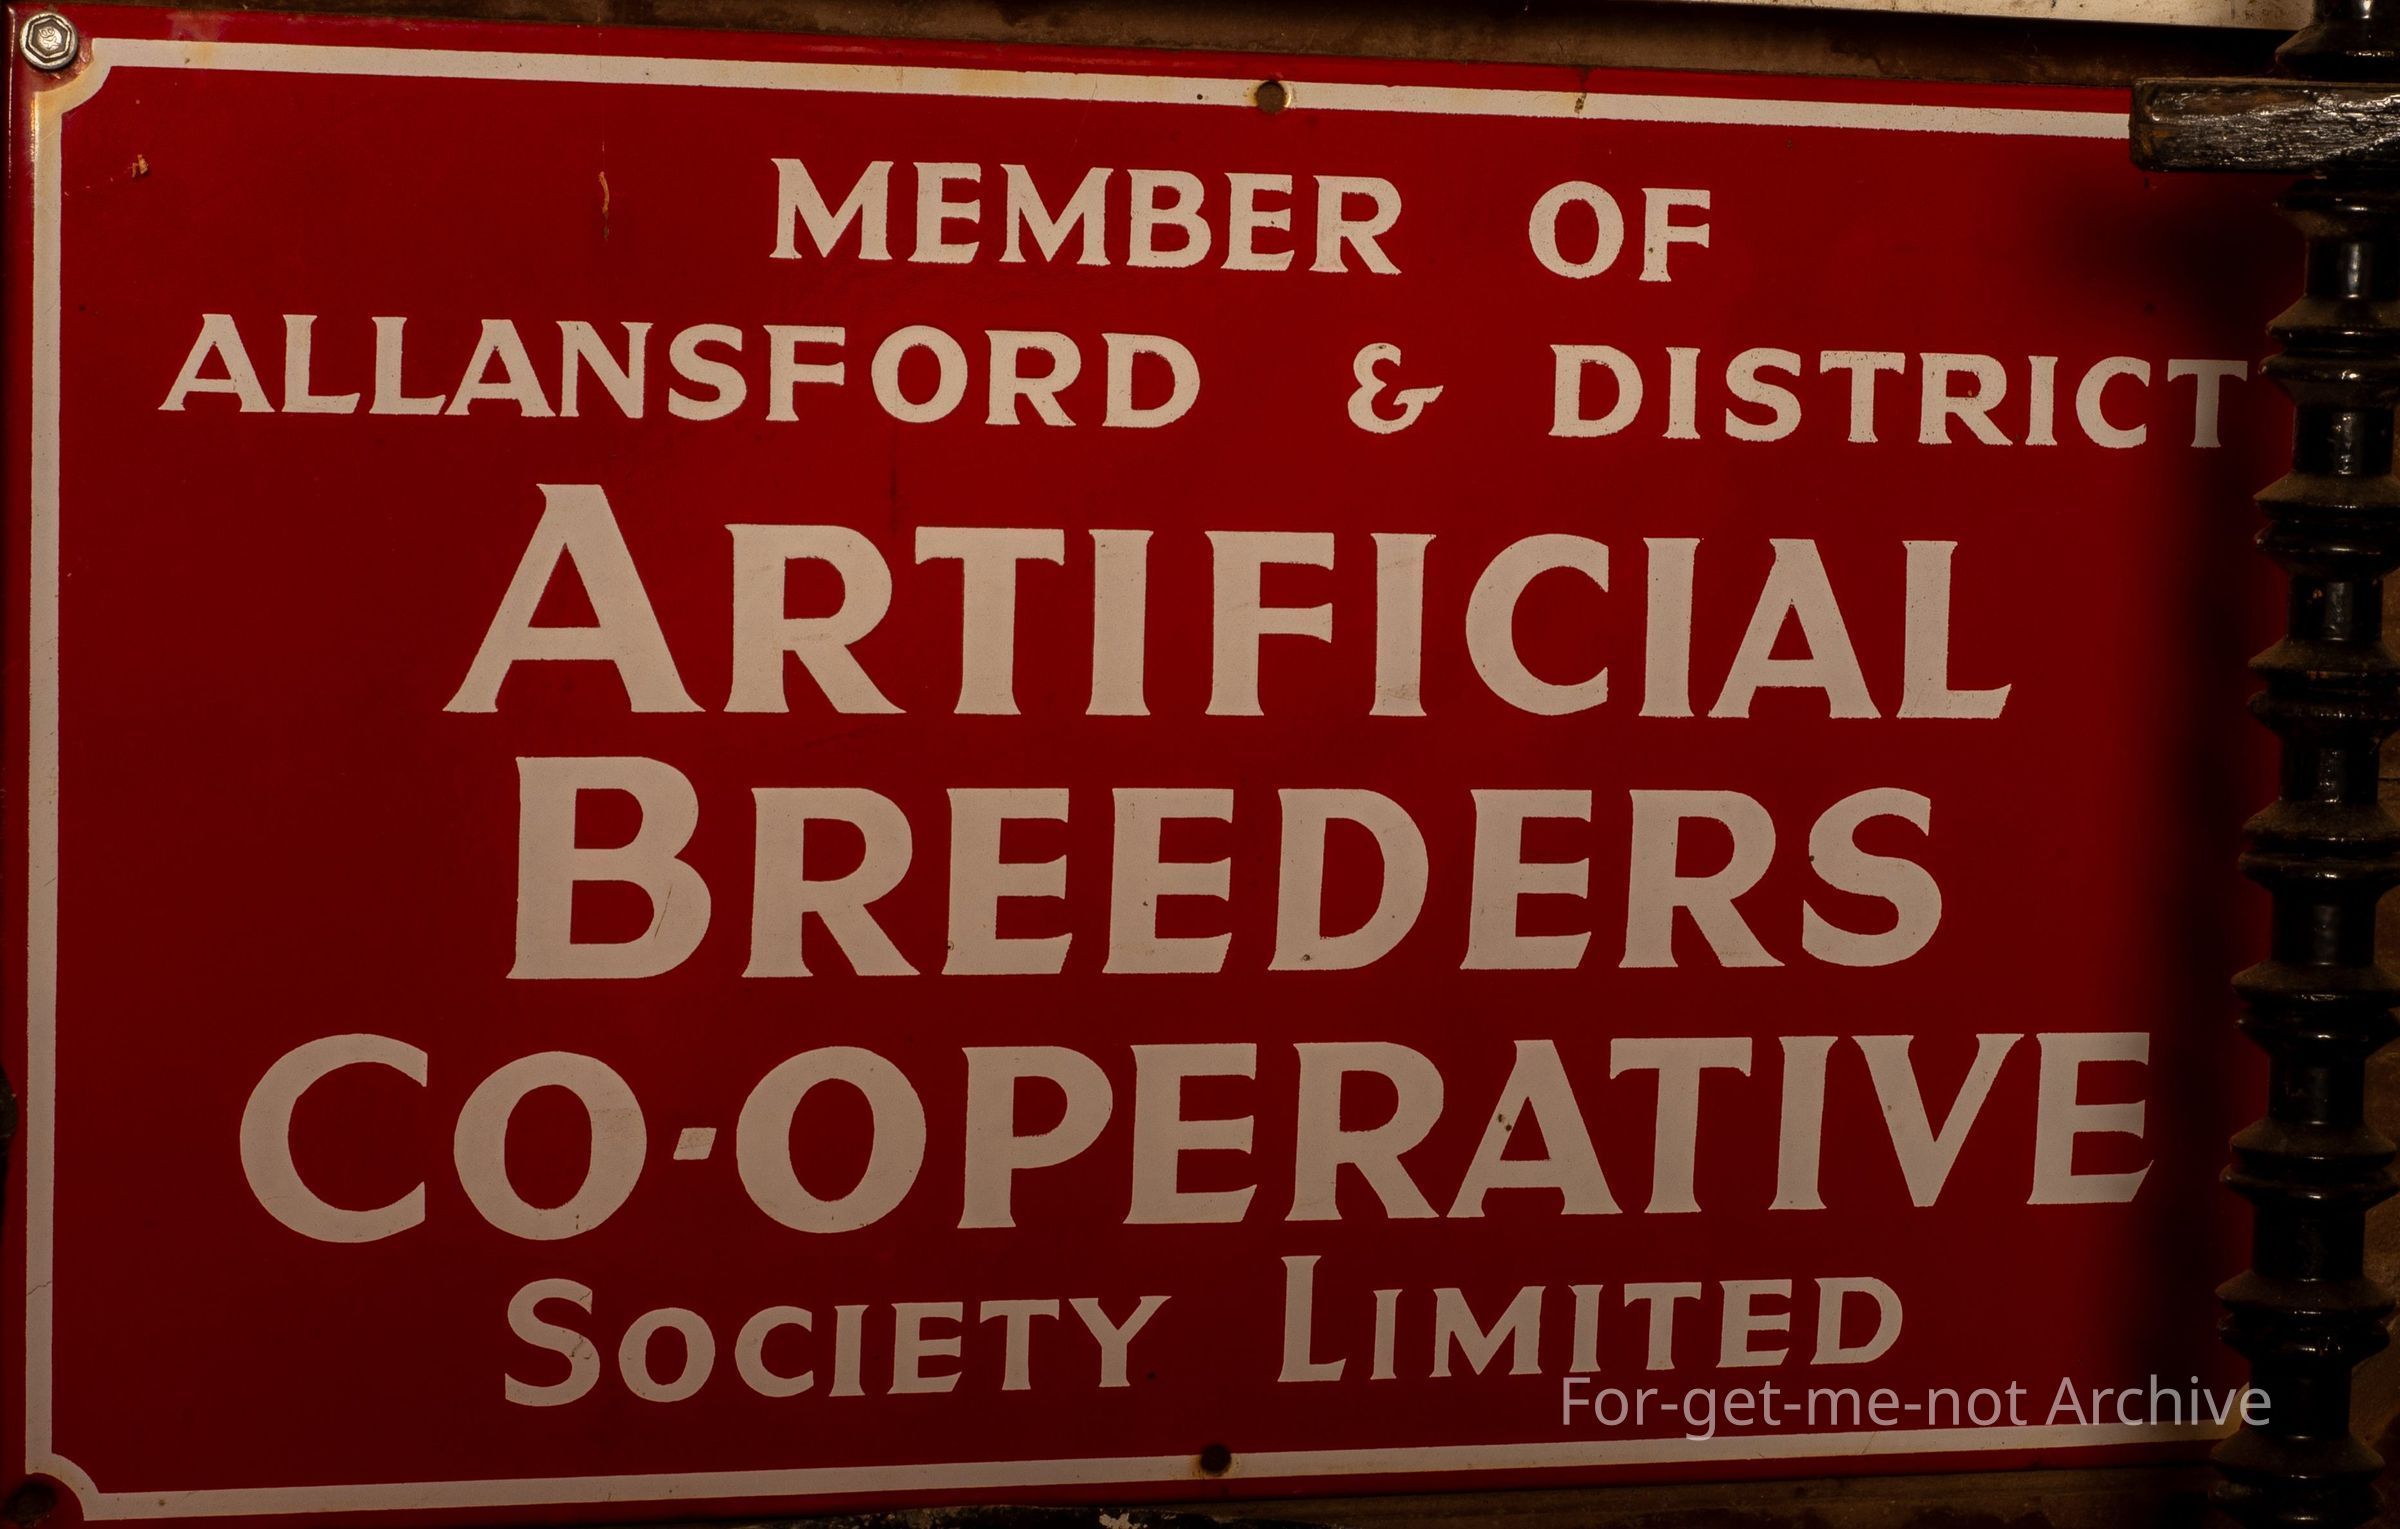 MEMBER OF
ALLANSFORD & DISTRICT
ARTIFICIAL
BREEDERS
CO-OPERATIVE
SOCIETY LIMITED
For-get-me-not Archive